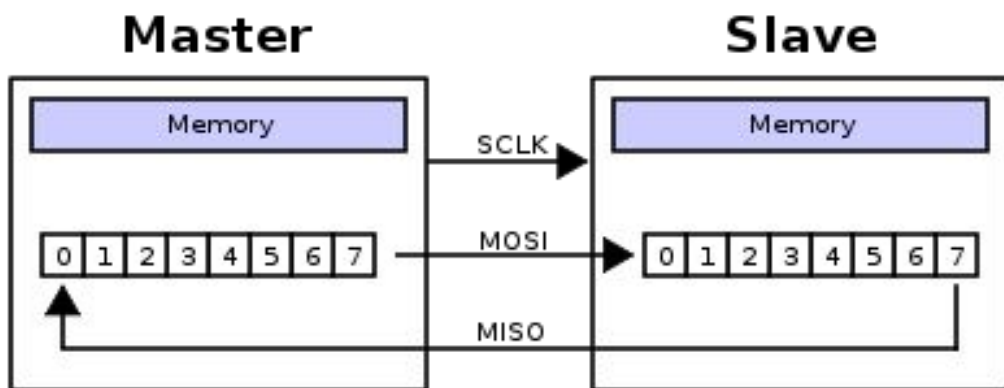 Master Slave
Memory Memory
SCLK
0 1 2 3 4 5 6 7 MOSI 0 1 2 3 4 5 6 7
MISO